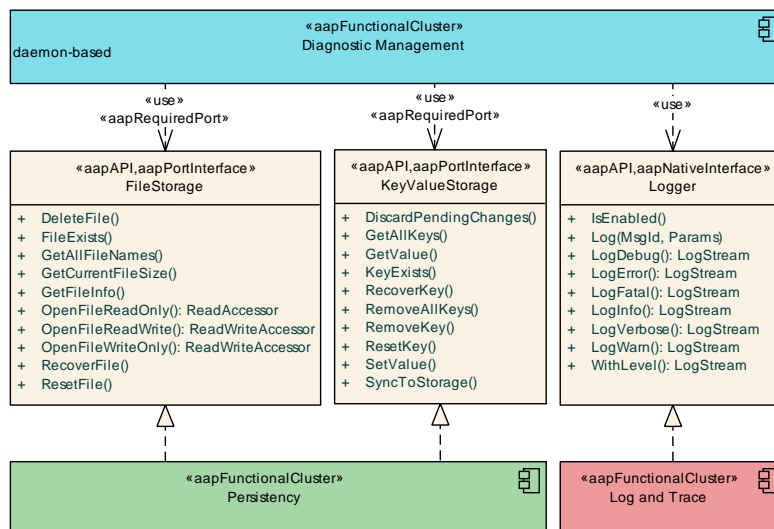 «aapFunctionalCluster»
Diagnostic Management
daemon-based
«use»
«aapRequiredPort»
«use»
«aapRequiredPort»
«use»
«aapAPI,aapPortInterface»
FileStorage
+ DeleteFile()
+ FileExists()
+ GetAllFileNames()
+ GetCurrentFileSize()
+ GetFileInfo()
+ OpenFileReadOnly(): ReadAccessor
+ OpenFileReadWrite(): ReadWriteAccessor
+ OpenFileWriteOnly(): ReadWriteAccessor
+ RecoverFile()
+ ResetFile()
«aapAPI,aapPortInterface»
KeyValueStorage
+ DiscardPendingChanges()
+ GetAllKeys()
+ GetValue()
+ KeyExists()
+ RecoverKey()
+ RemoveAllKeys()
+ RemoveKey()
+ ResetKey()
+ SetValue()
+ SyncToStorage()
«aapAPI,aapNativeInterface»
Logger
+ IsEnabled()
+ Log(MsgId, Params)
+ LogDebug(): LogStream
+ LogError(): LogStream
+ LogFatal(): LogStream
+ LogInfo(): LogStream
+ LogVerbose(): LogStream
+ LogWarn(): LogStream
+ WithLevel(): LogStream
«aapFunctionalCluster»
Persistency
«aapFunctionalCluster»
Log and Trace